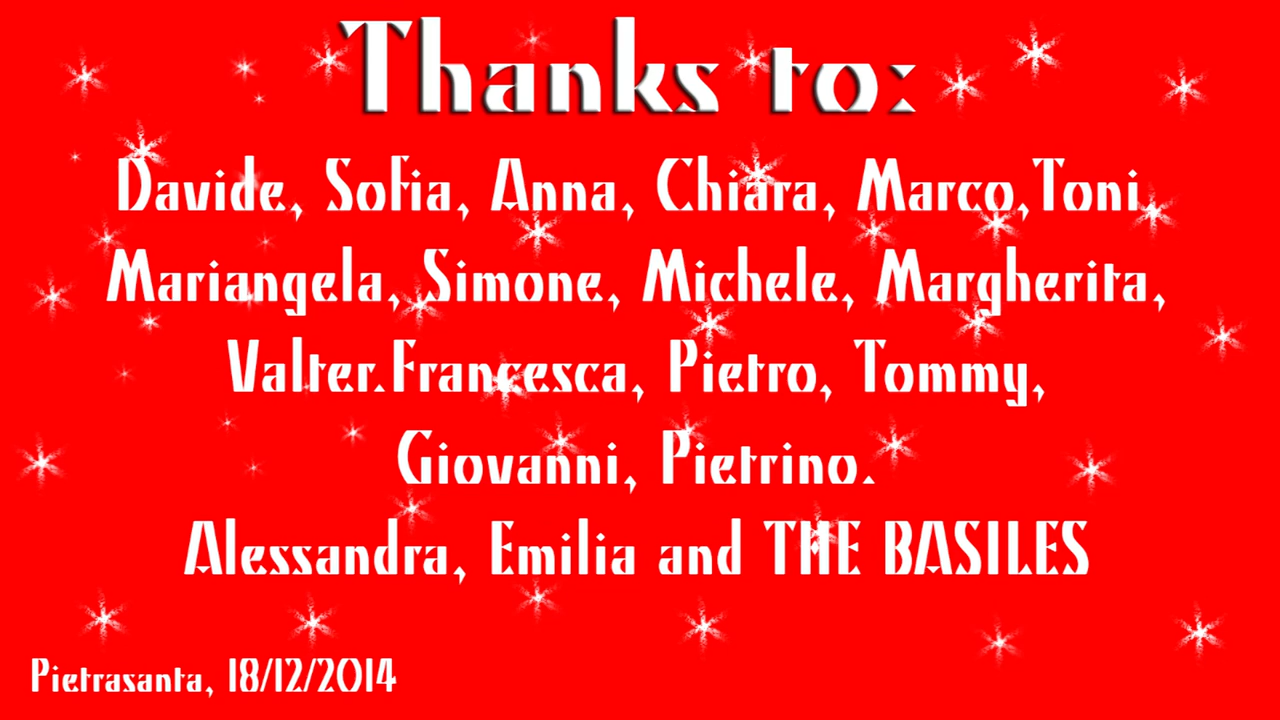 Thanks to:
Davide, Sofia, Anna, Chiara, Marco,Toni,
Mariangela, Simone, Michele, Margherita,
Valter.Francesca, Pietro, Tommy,
Giovanni, Pietrino.
Alessandra, Emilia and THE BASILES
Pietrasanta, 18/12/2014